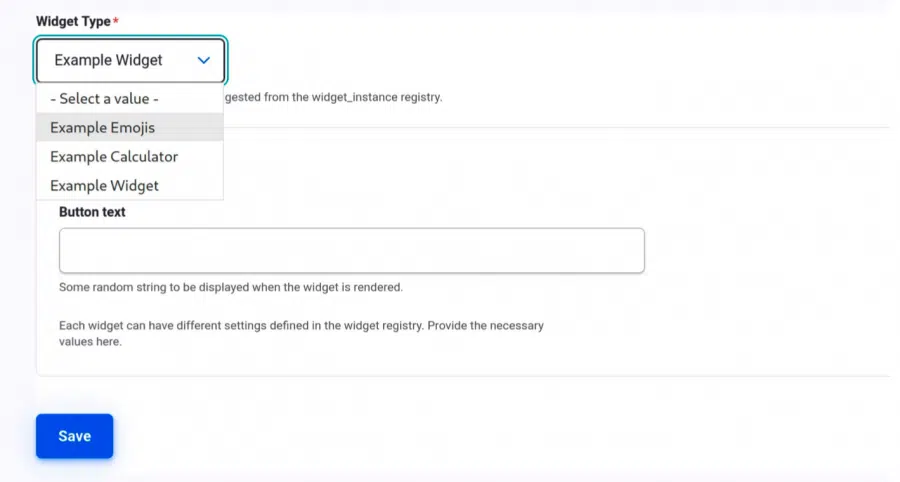 Widget Type*
Example Widget
- Select a value -
gested from the widget_instance registry.
Example Emojis
Example Calculator
Example Widget
Button text
Some random string to be displayed when the widget is rendered.
Each widget can have different settings defined in the widget registry. Provide the necessary
values here.
Save